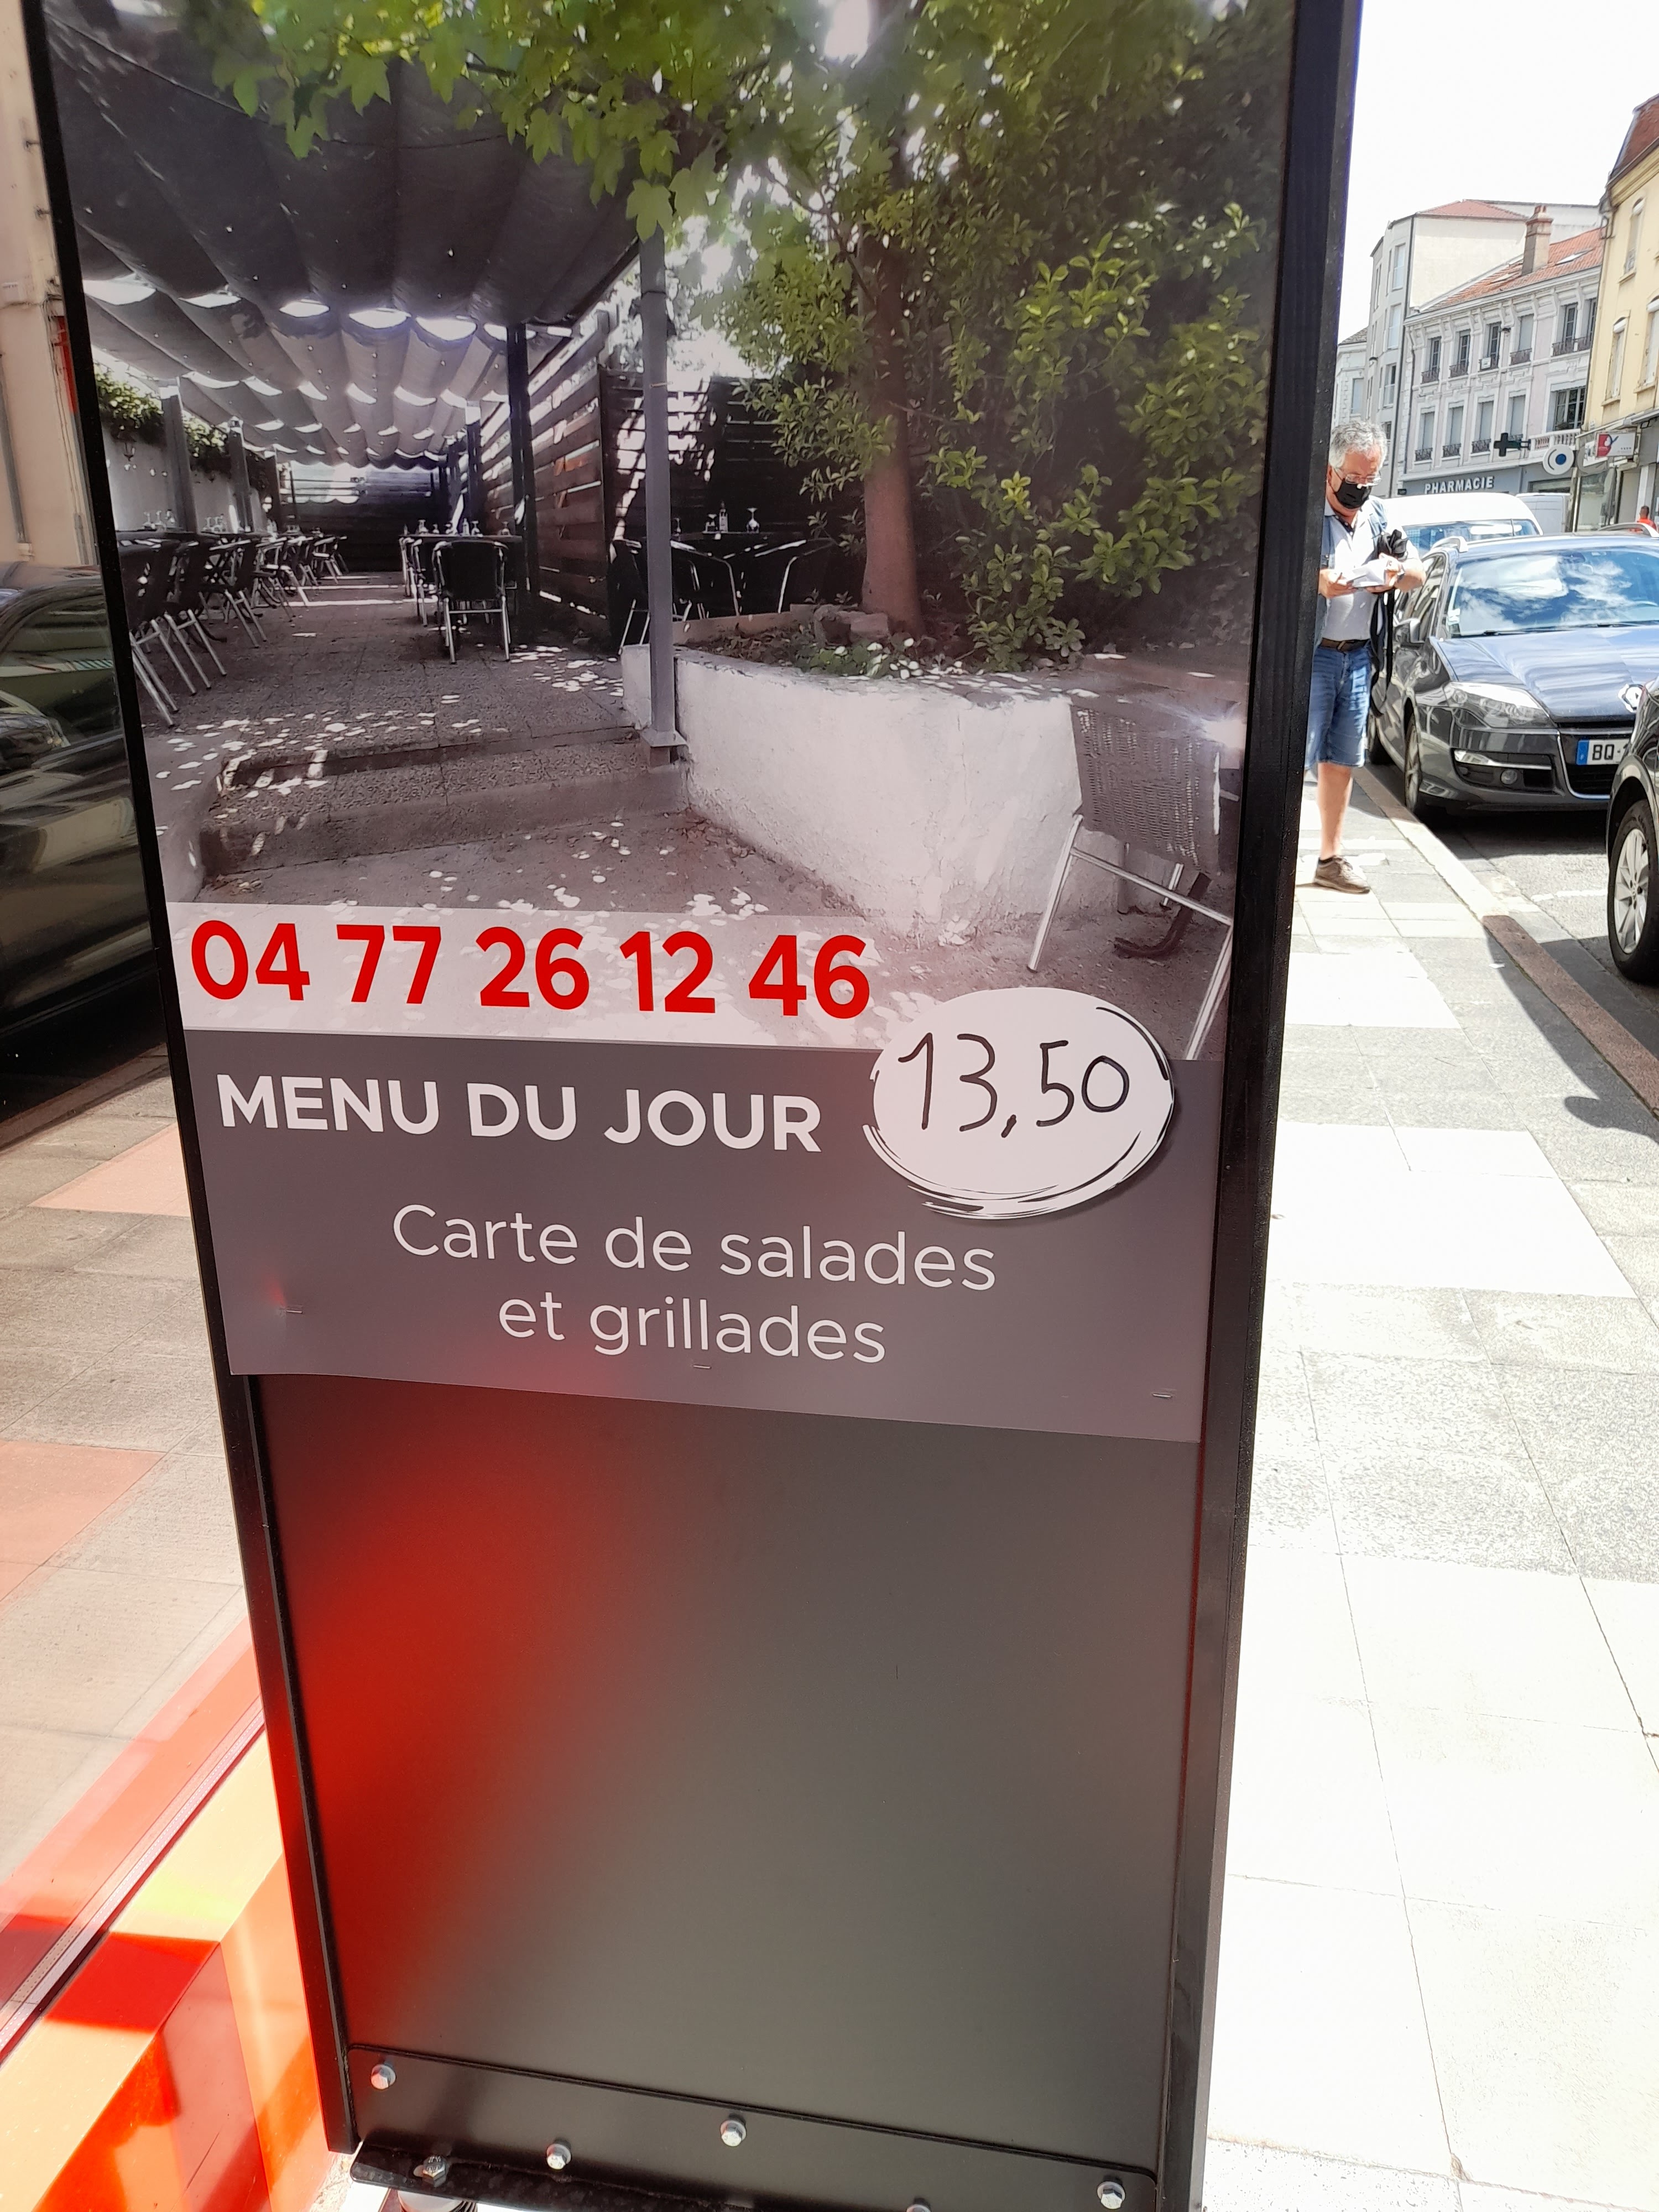 PHARMACIE
04 77 26 12 46
MENU DU JOUR 13,50
Carte de salades
et grillades